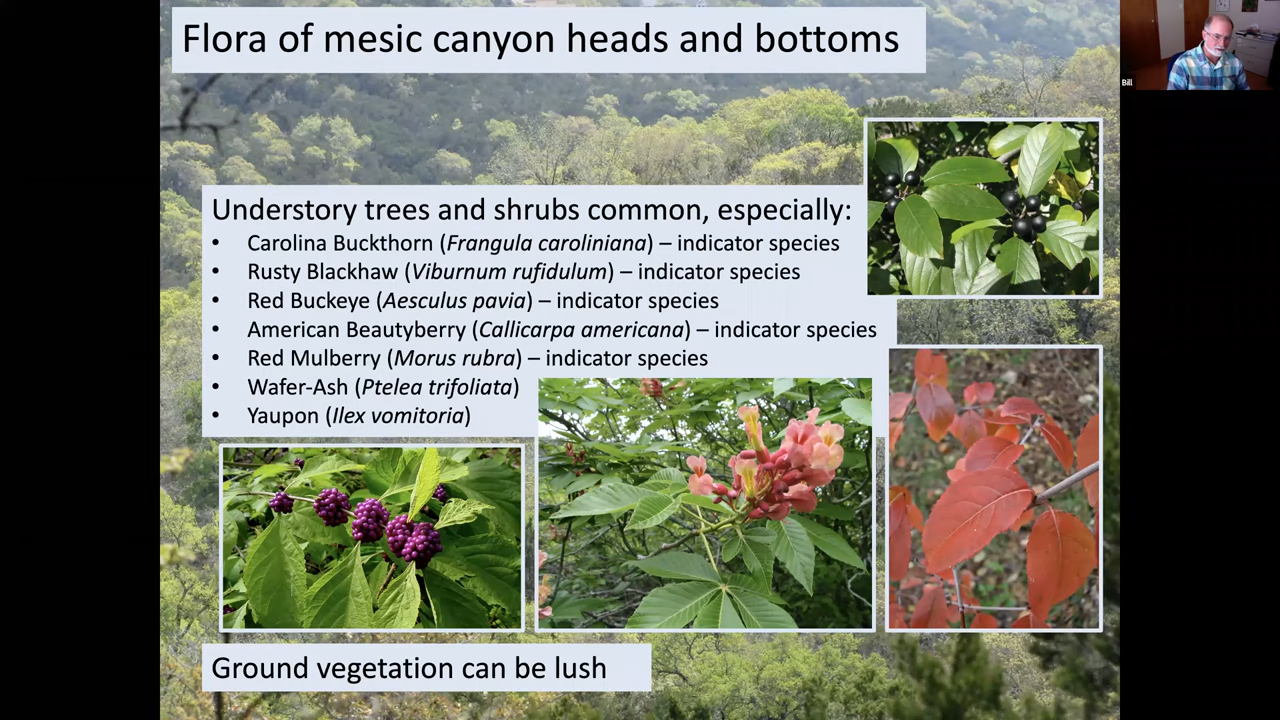 Flora of mesic canyon heads and bottoms
Bill
Understory trees and shrubs common, especially:
• Carolina Buckthorn (Frangula caroliniana) – indicator species
• Rusty Blackhaw (Viburnum rufidulum) – indicator species
• Red Buckeye (Aesculus pavia) – indicator species
• American Beautyberry (Callicarpa americana) – indicator species
• Red Mulberry (Morus rubra) – indicator species
• Wafer-Ash (Ptelea trifoliata)
• Yaupon (Ilex vomitoria)
Ground vegetation can be lush